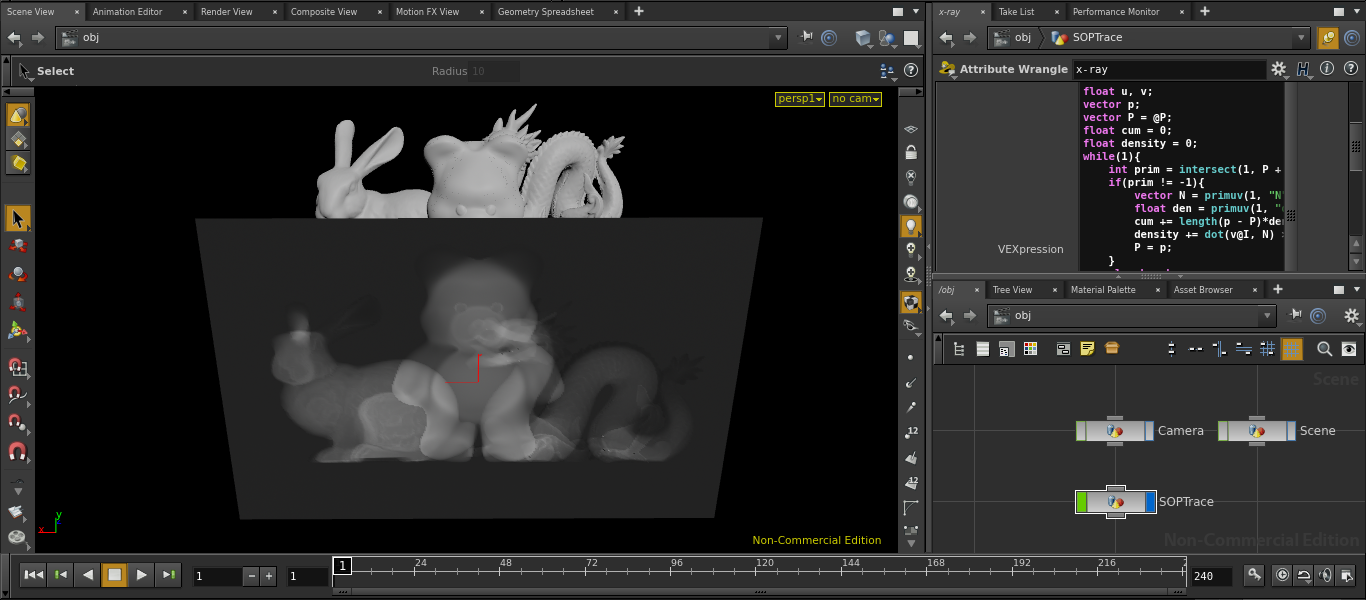 Scene View
Animation Editor
Render View
Composite View
Motion FX View
Geometry Spreadsheet
obj
Select
Radius 10
persp1
no cam
x
y
Non-Commercial Edition
1
24
48
72
96
120
144
168
192
216
2
1
1
240
x-ray
Take List
Performance Monitor
obj
SOPTrace
Attribute Wrangle
x-ray
VEXpression
float u, v;
vector p;
vector P = @P;
float cum = 0;
float density = 0;
while(1){
int prim = intersect(1, P +
if(prim != -1){
vector N = primuv(1, "N"
float den = primuv(1, "
cum += length(p - P)*de
density += dot(v@I, N)
P = p;
}
/obj
Tree View
Material Palette
Asset Browser
obj
12
12
Scene
Camera
Scene
SOPTrace
Non-Commercial Edition